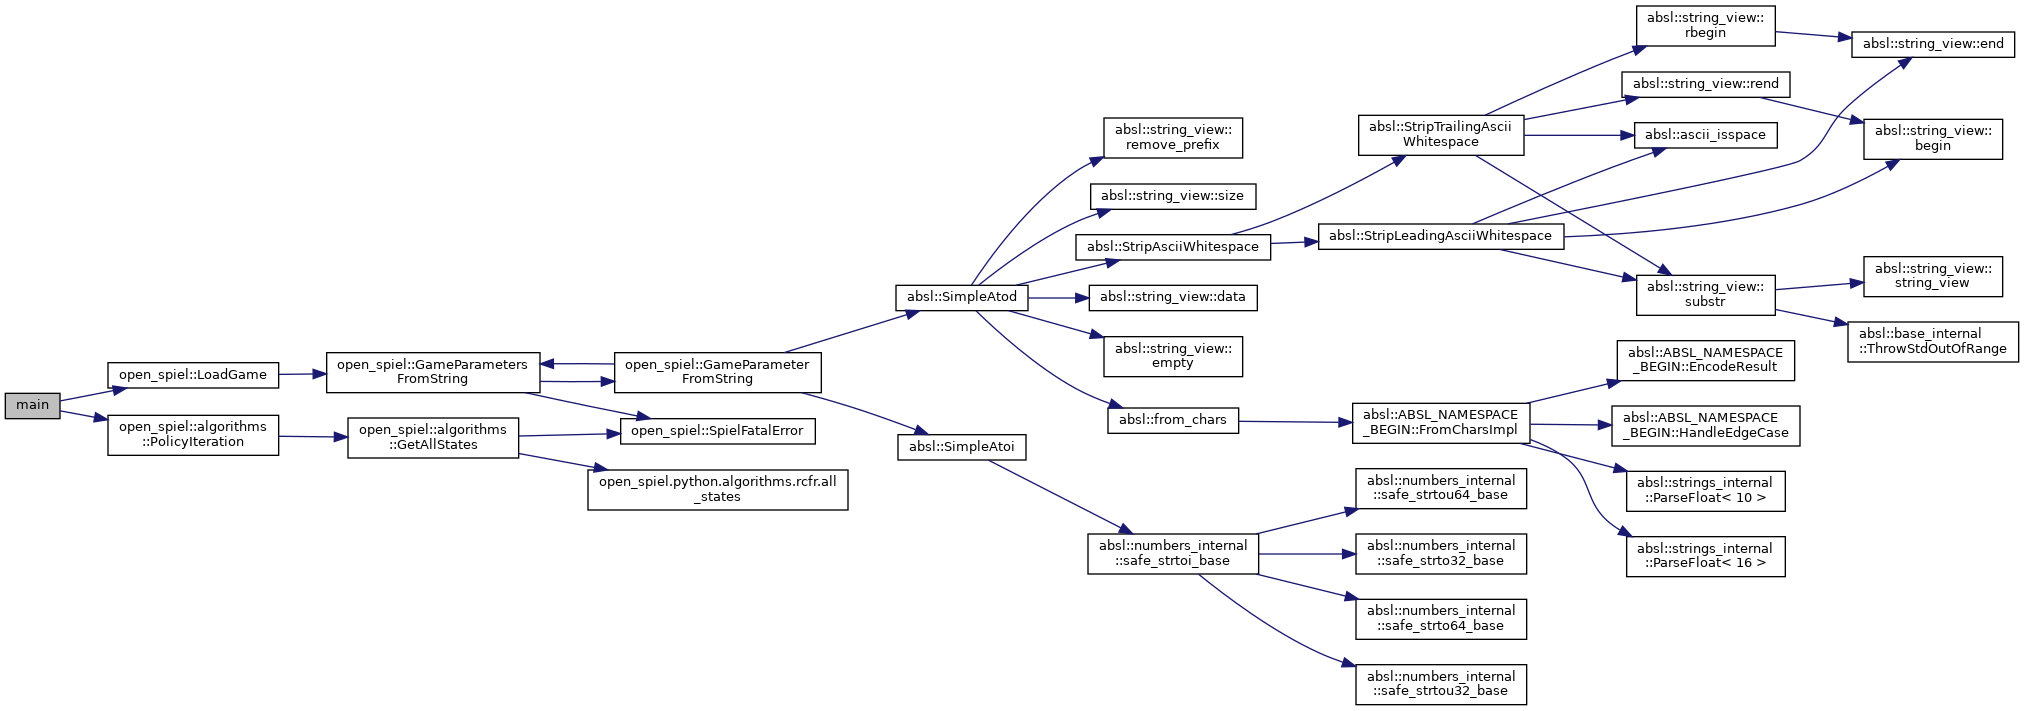 main
open_spiel::LoadGame
open_spiel::algorithms
::PolicyIteration
open_spiel::GameParameters
FromString
open_spiel::algorithms
::GetAllStates
open_spiel::GameParameter
FromString
open_spiel::SpielFatalError
open_spiel.python.algorithms.rcfr.all
_states
absl::SimpleAtod
absl::SimpleAtoi
absl::string_view::
remove_prefix
absl::string_view::size
absl::StripAsciiWhitespace
absl::string_view::data
absl::string_view::
empty
absl::from_chars
absl::numbers_internal
::safe_strtoi_base
absl::StripTrailingAscii
Whitespace
absl::StripLeadingAsciiWhitespace
absl::ABSL_NAMESPACE
_BEGIN::FromCharsImpl
absl::numbers_internal
::safe_strtou64_base
absl::numbers_internal
::safe_strto32_base
absl::numbers_internal
::safe_strto64_base
absl::numbers_internal
::safe_strtou32_base
absl::string_view::
rbegin
absl::string_view::rend
absl::ascii_isspace
absl::string_view::
substr
absl::ABSL_NAMESPACE
_BEGIN::EncodeResult
absl::ABSL_NAMESPACE
_BEGIN::HandleEdgeCase
absl::strings_internal
::ParseFloat< 10 >
absl::strings_internal
::ParseFloat< 16 >
absl::string_view::end
absl::string_view::
begin
absl::string_view::
string_view
absl::base_internal
::ThrowStdOutOfRange